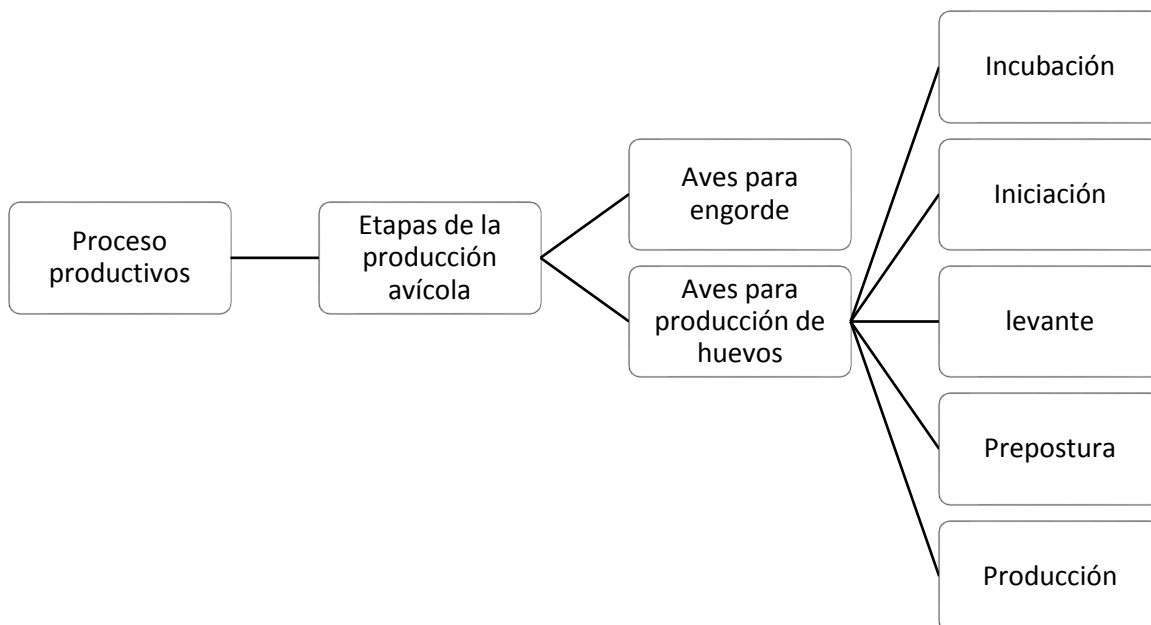 Proceso
productivos
Etapas de la
producción
avícola
Aves para
engorde
Aves para
producción de
huevos
Incubación
Iniciación
levante
Prepostura
Producción